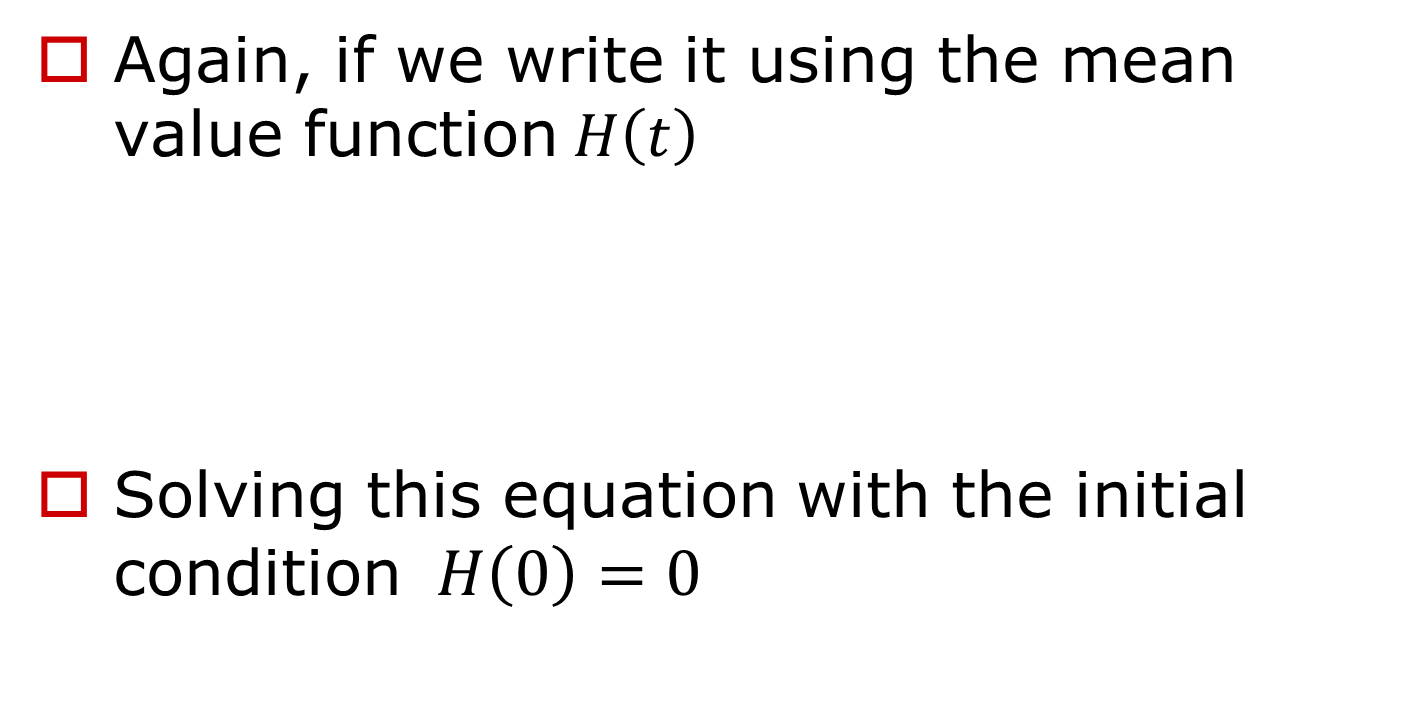 Again, if we write it using the mean
value function H(t)
Solving this equation with the initial
condition H(0) = 0